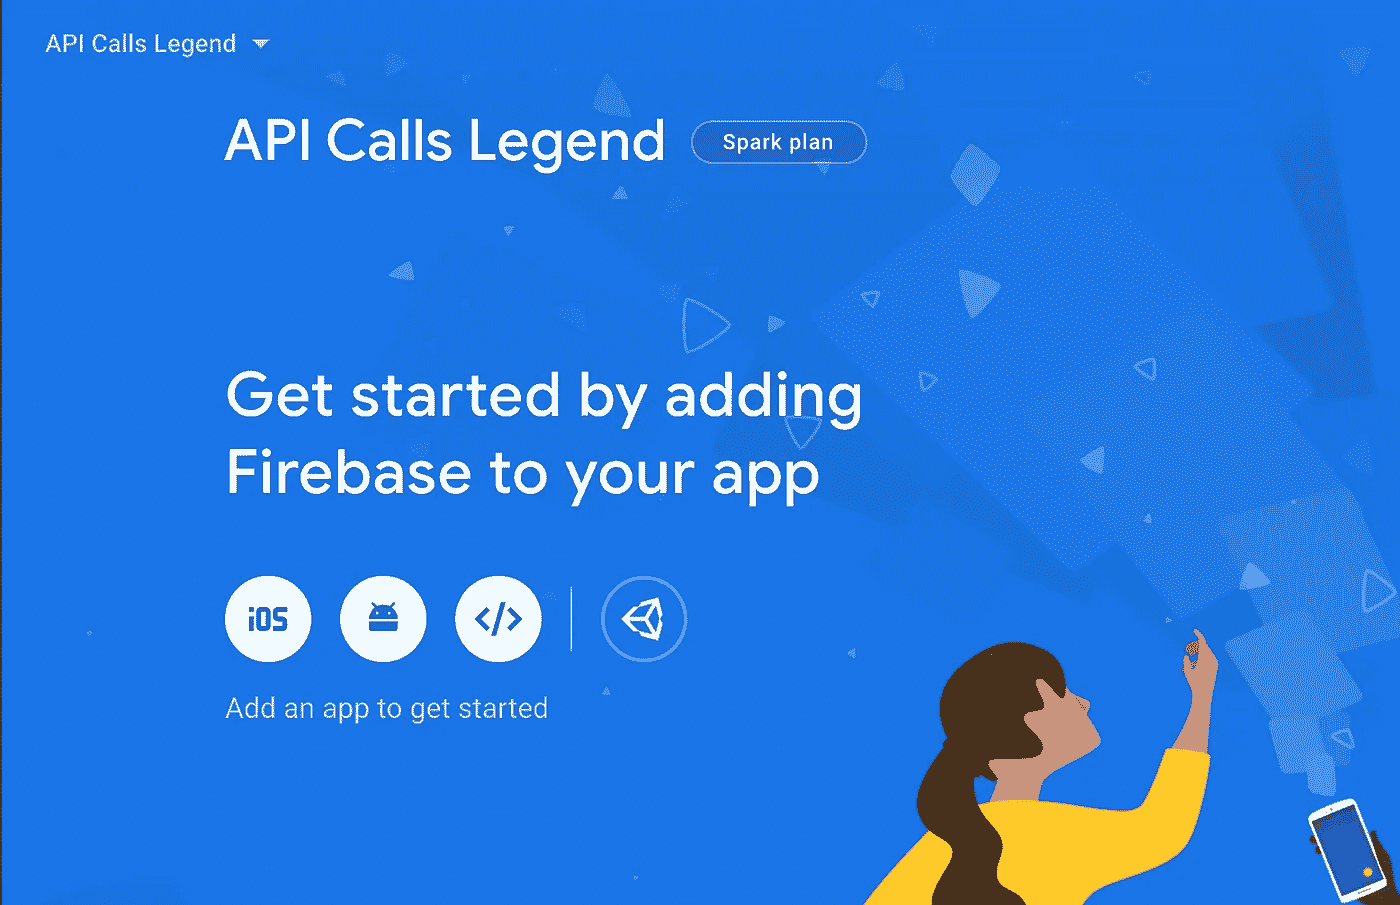 API Calls Legend
API Calls Legend
Spark plan
Get started by adding
Firebase to your app
iOS
Add an app to get started